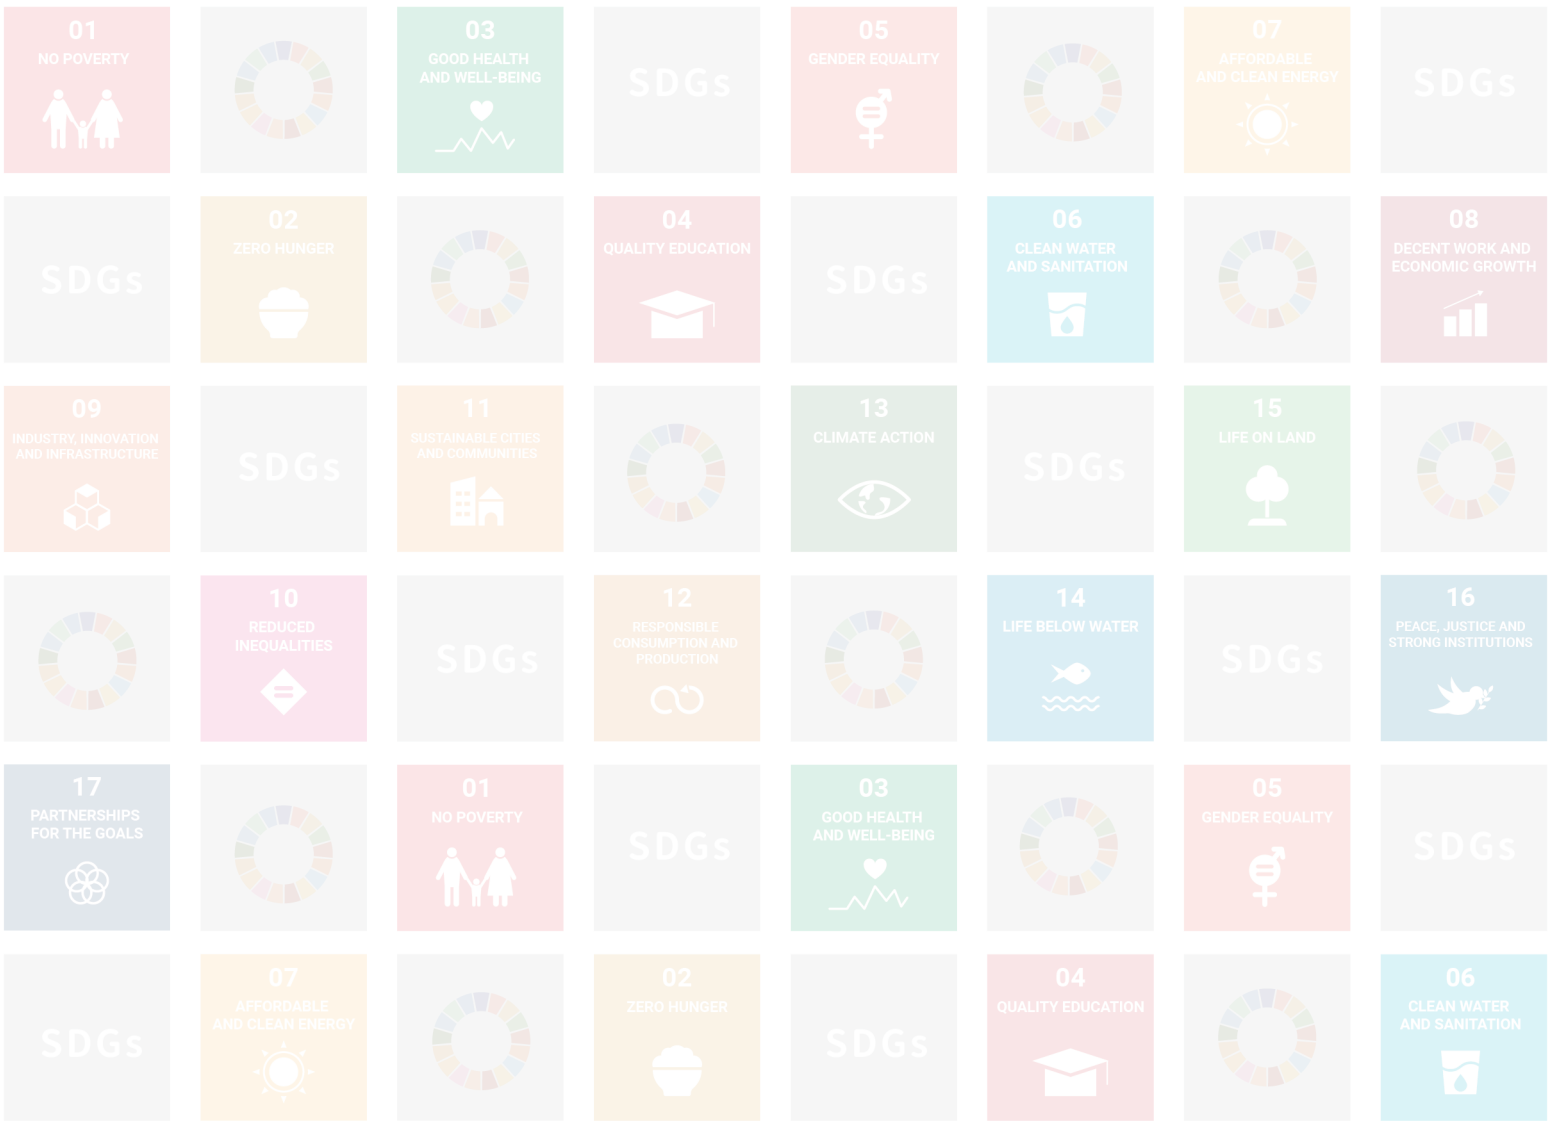 01
NO POVERTY
03
GOOD HEALTH
AND WELL-BEING
SDGs
05
GENDER EQUALITY
07
AFFORDABLE
AND CLEAN ENERGY
SDGs
SDGs
02
ZERO HUNGER
04
QUALITY EDUCATION
SDGs
06
CLEAN WATER
AND SANITATION
08
DECENT WORK AND
ECONOMIC GROWTH
09
INDUSTRY, INNOVATION
AND INFRASTRUCTURE
SDGs
11
SUSTAINABLE CITIES
AND COMMUNITIES
13
CLIMATE ACTION
SDGs
15
LIFE ON LAND
10
REDUCED
INEQUALITIES
SDGs
12
RESPONSIBLE
CONSUMPTION AND
PRODUCTION
14
LIFE BELOW WATER
SDGs
16
PEACE, JUSTICE AND
STRONG INSTITUTIONS
17
PARTNERSHIPS
FOR THE GOALS
01
NO POVERTY
SDGs
03
GOOD HEALTH
AND WELL-BEING
05
GENDER EQUALITY
SDGs
SDGs
07
AFFORDABLE
AND CLEAN ENERGY
02
ZERO HUNGER
SDGs
04
QUALITY EDUCATION
06
CLEAN WATER
AND SANITATION